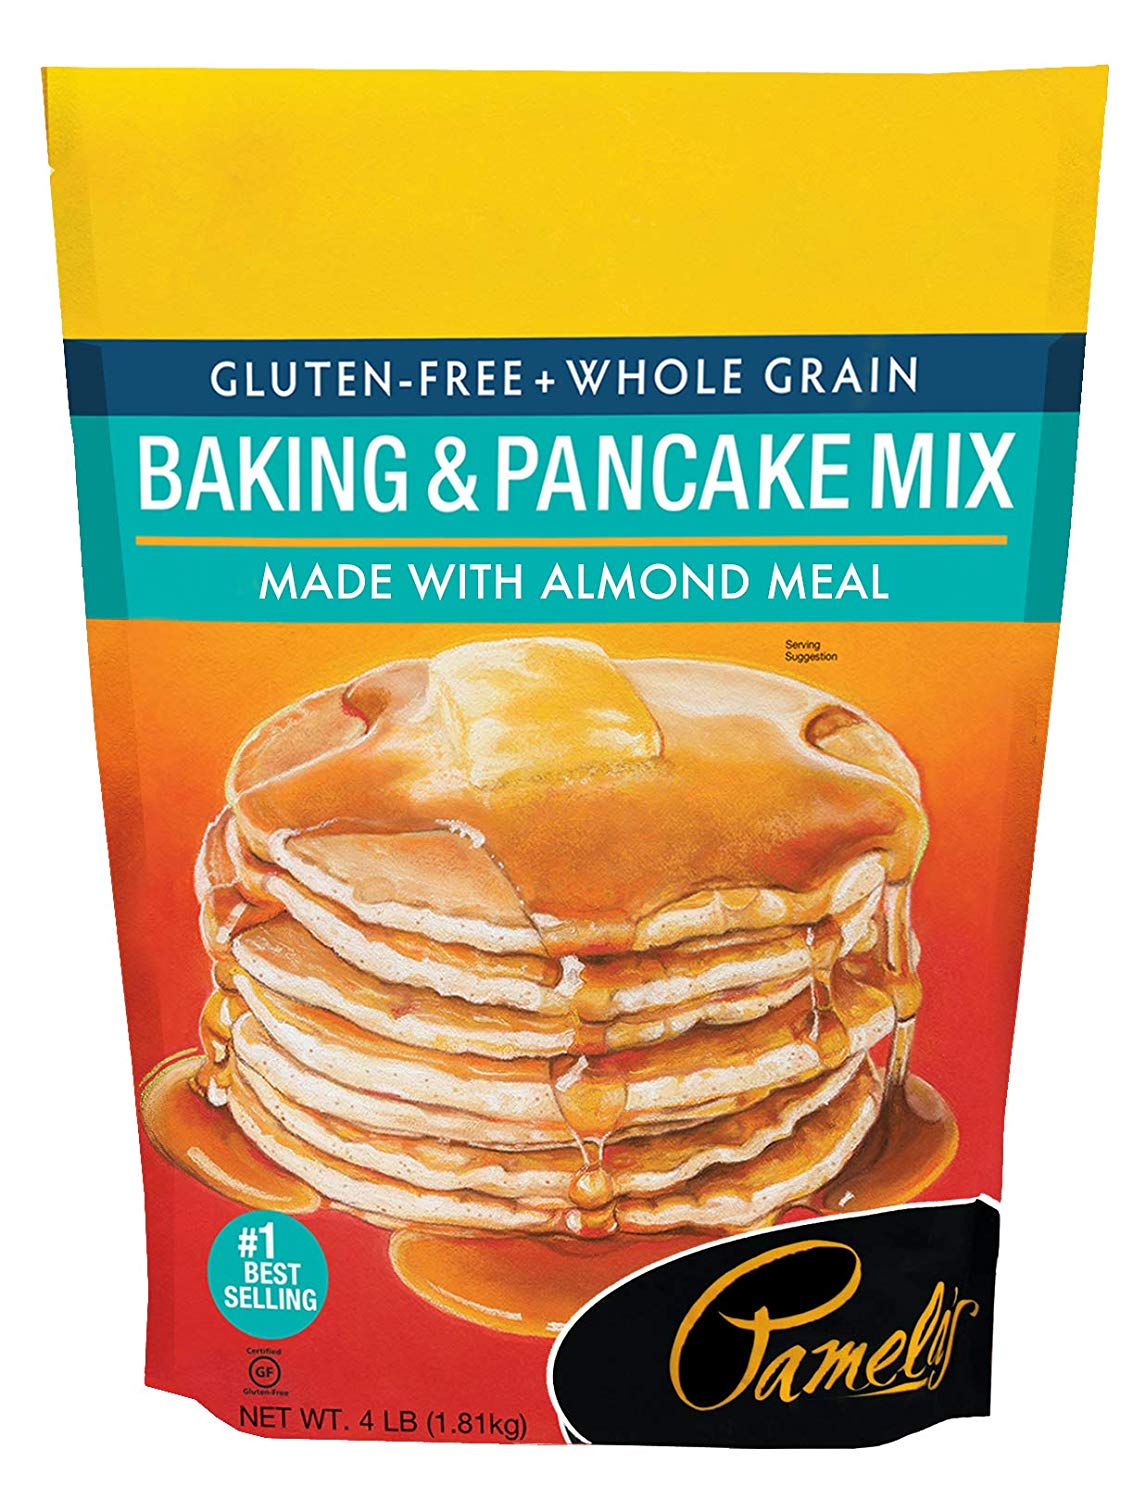 GLUTEN-FREE + WHOLE GRAIN
BAKING & PANCAKE MIX
MADE WITH ALMOND MEAL
Serving
Suggestion
#1
BEST
SELLING
Certified
GF
Gluten-Free
NET WT. 4 LB (1.81kg)
Pamela's